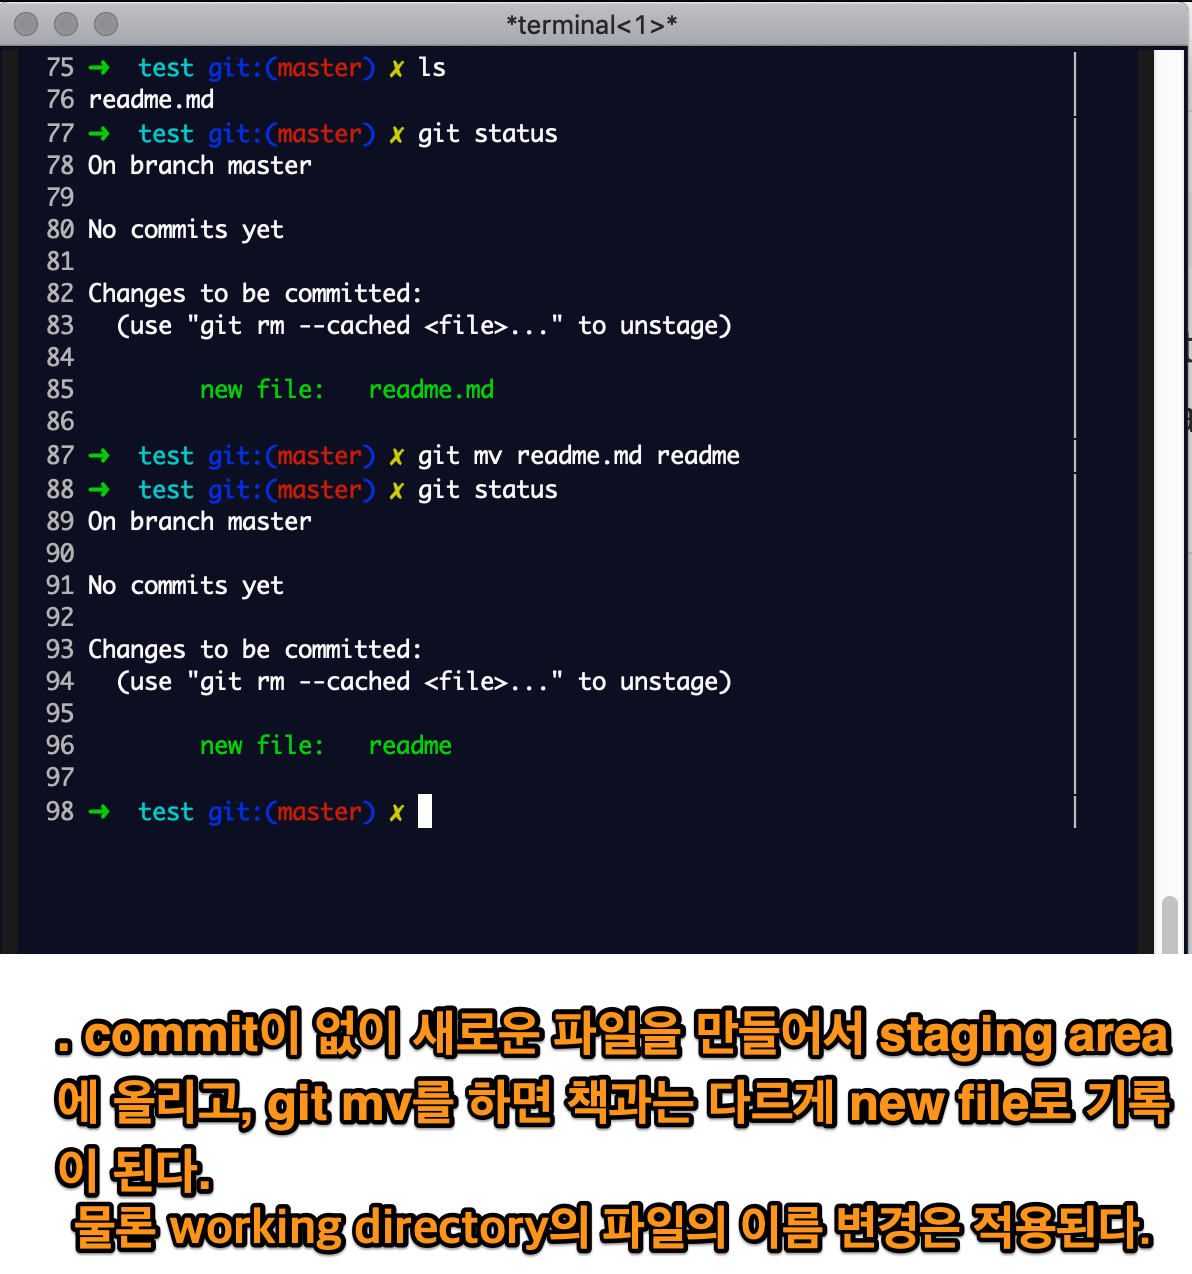 *terminal<1>*
75 ➜  test git:(master) ✗ ls
76 readme.md
77 ➜  test git:(master) ✗ git status
78 On branch master
79
80 No commits yet
81
82 Changes to be committed:
83   (use "git rm --cached <file>..." to unstage)
84
85         new file:   readme.md
86
87 ➜  test git:(master) ✗ git mv readme.md readme
88 ➜  test git:(master) ✗ git status
89 On branch master
90
91 No commits yet
92
93 Changes to be committed:
94   (use "git rm --cached <file>..." to unstage)
95
96         new file:   readme
97
98 ➜  test git:(master) ✗
. commit이 없이 새로운 파일을 만들어서 staging area
에 올리고, git mv를 하면 책과는 다르게 new file로 기록
이 된다.
물론 working directory의 파일의 이름 변경은 적용된다.